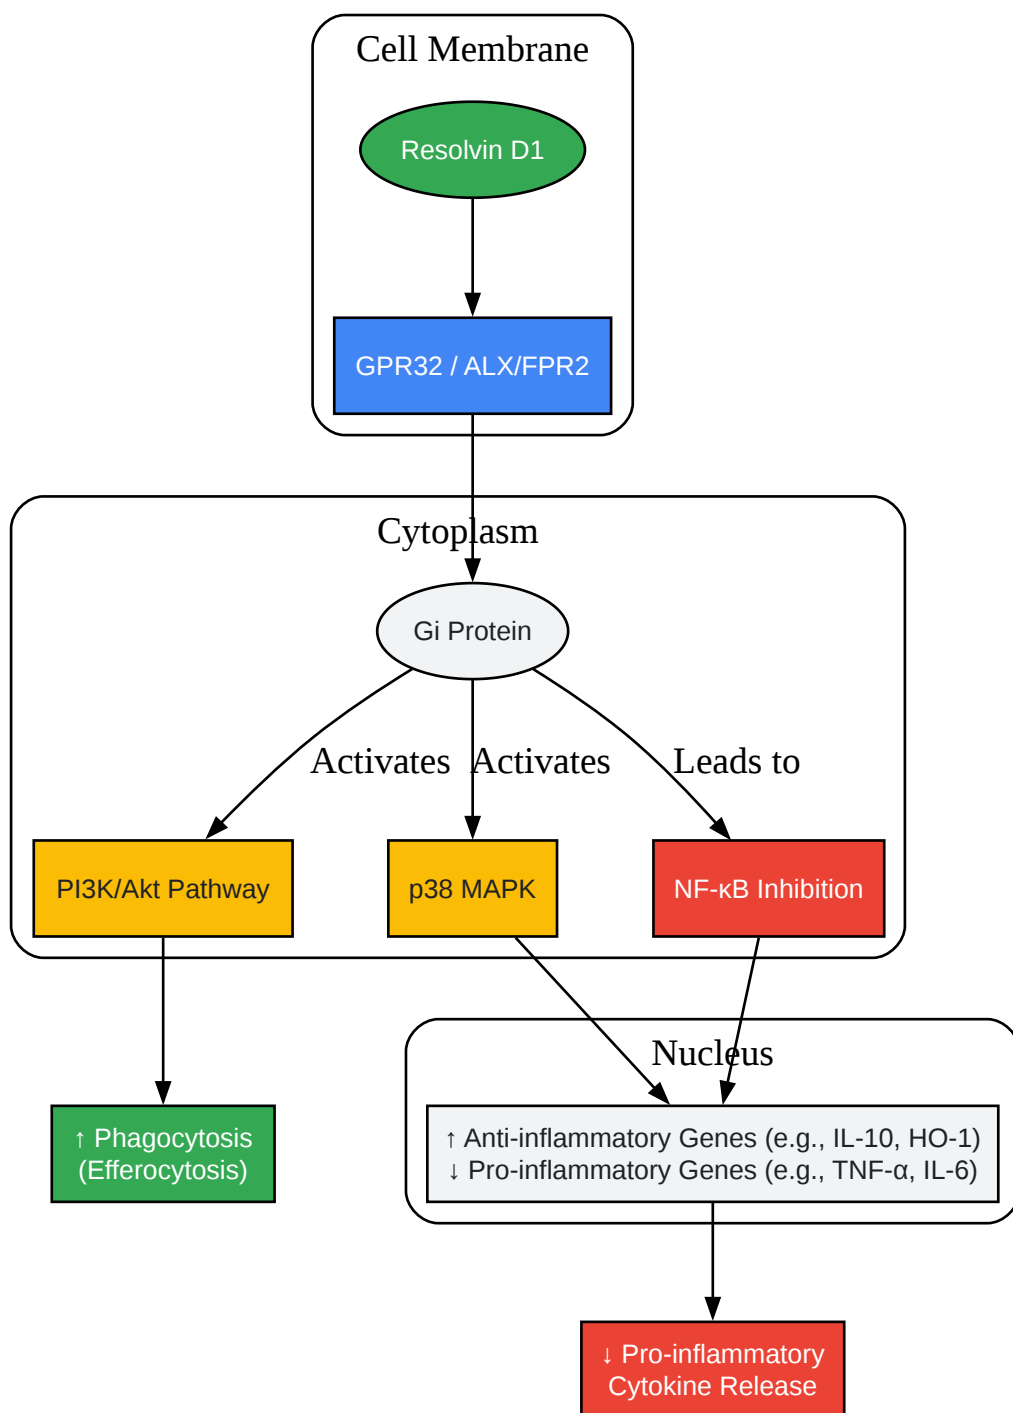 Cell Membrane
Resolvin D1
GPR32 / ALX/FPR2
Cytoplasm
Gi Protein
Activates
Activates
Leads to
PI3K/Akt Pathway
p38 MAPK
NF-κB Inhibition
Nucleus
↑ Phagocytosis
(Efferocytosis)
↑ Anti-inflammatory Genes (e.g., IL-10, HO-1)
↓ Pro-inflammatory Genes (e.g., TNF-α, IL-6)
↓ Pro-inflammatory
Cytokine Release